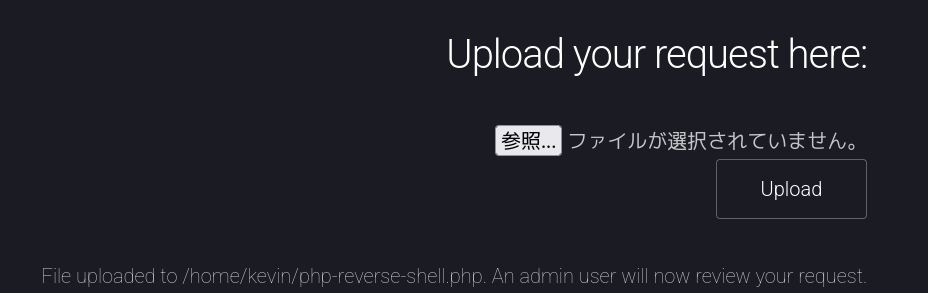 Upload your request here:
参照... ファイルが選択されていません。
Upload
File uploaded to /home/kevin/php-reverse-shell.php. An admin user will now review your request.